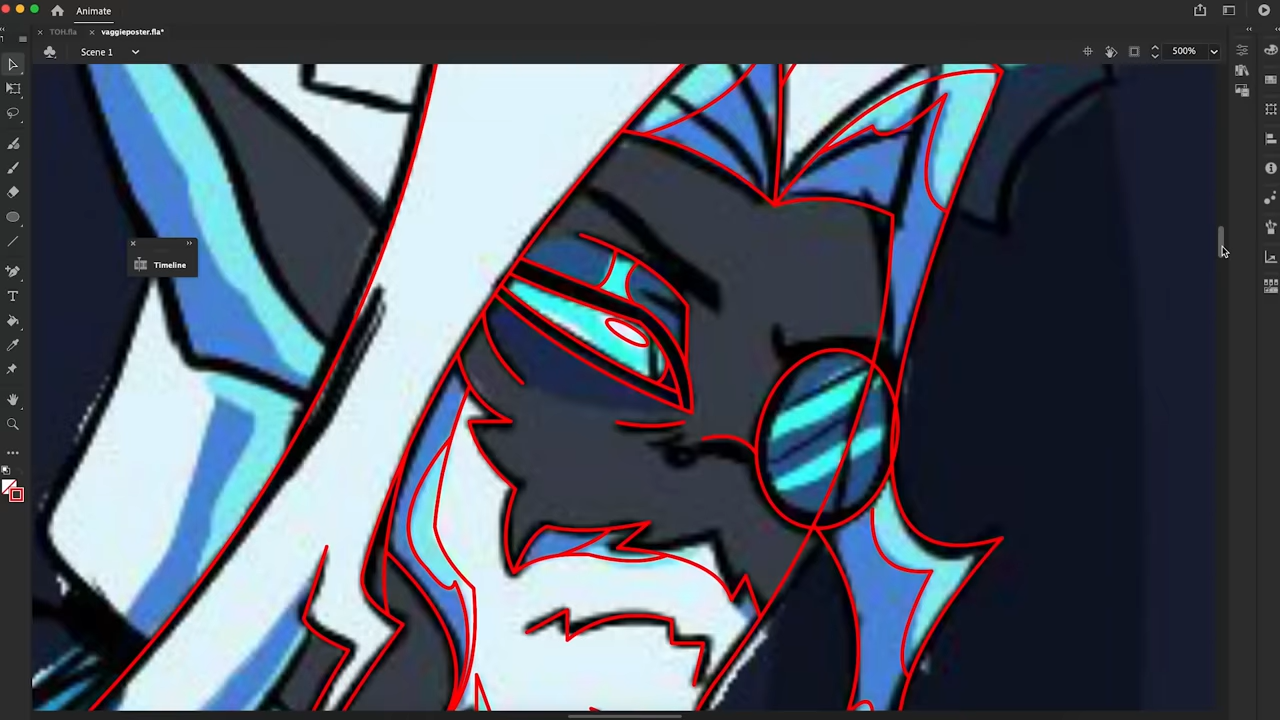 Animate
TOH.fla
vaggieposter.fla*
Scene 1
500%
Timeline